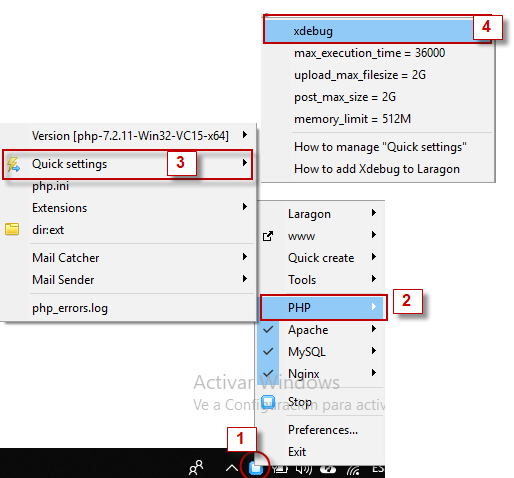 4
xdebug
max_execution_time = 36000
upload_max_filesize = 2G
post_max_size = 2G
memory_limit = 512M
How to manage "Quick settings"
How to add Xdebug to Laragon
Version [php-7.2.11-Win32-VC15-x64]
Quick settings
3
php.ini
Extensions
dir:ext
Mail Catcher
Mail Sender
php_errors.log
Laragon
www
Quick create
Tools
PHP
2
Apache
MySQL
Nginx
Stop
Preferences...
Exit
Activar Windows
Ve a Configuración para activ
1
ES